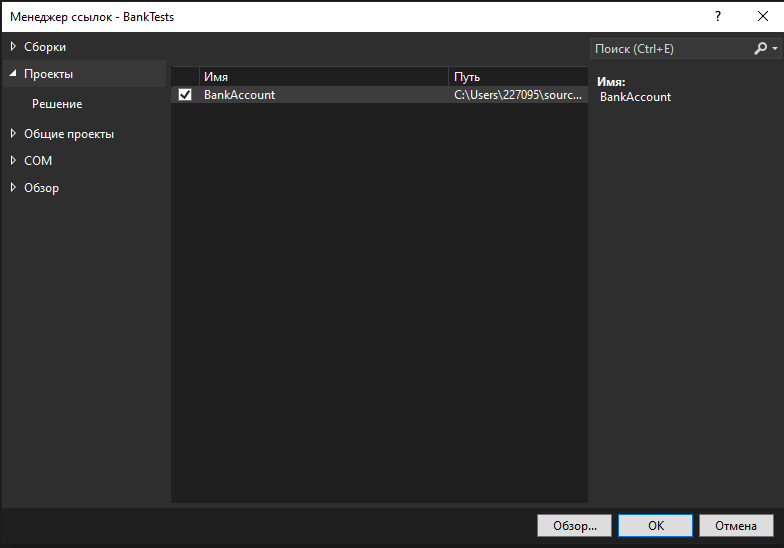 Менеджер ссылок - BankTests
?
Сборки
Проекты
Решение
Общие проекты
COM
Обзор
Имя Путь
BankAccount C:\Users\227095\sourc...
Поиск (Ctrl+E)
Имя:
BankAccount
Обзор... ОК Отмена